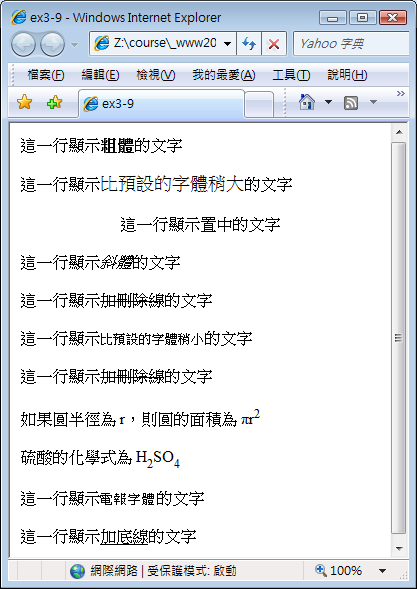 ex3-9 - Windows Internet Explorer
Z:\course\_www20
Yahoo 字典
檔案(F) 編輯(E) 檢視(V) 我的最愛(A) 工具(T) 說明(H)
ex3-9
這一行顯示粗體的文字
這一行顯示比預設的字體稍大的文字
這一行顯示置中的文字
這一行顯示斜體的文字
這一行顯示加刪除線的文字
這一行顯示比預設的字體稍小的文字
這一行顯示加刪除線的文字
如果圓半徑為 r，則圓的面積為 πr²
硫酸的化學式為 H₂SO₄
這一行顯示電報字體的文字
這一行顯示加底線的文字
網際網路 | 受保護模式: 啟動
100%